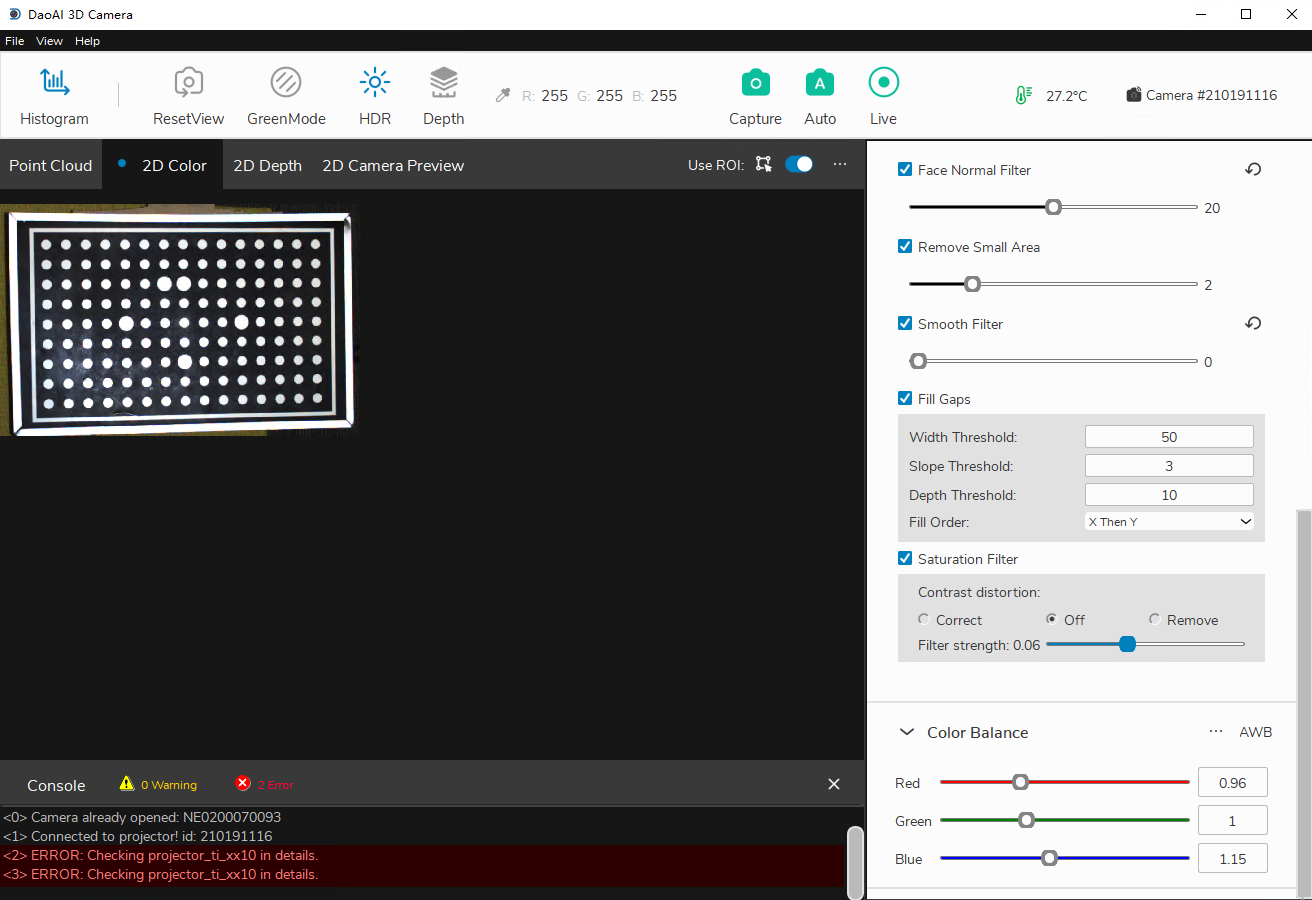 DaoAI 3D Camera
File View Help
Histogram ResetView GreenMode HDR Depth R: 255 G: 255 B: 255 Capture Auto Live 27.2°C Camera #210191116
Point Cloud 2D Color 2D Depth 2D Camera Preview Use ROI: ...
Face Normal Filter
20
Remove Small Area
2
Smooth Filter
0
Fill Gaps
Width Threshold: 50
Slope Threshold: 3
Depth Threshold: 10
Fill Order: X Then Y
Saturation Filter
Contrast distortion:
Correct Off Remove
Filter strength: 0.06
Color Balance ... AWB
Red 0.96
Green 1
Blue 1.15
Console 0 Warning 2 Error
<0> Camera already opened: NE0200070093
<1> Connected to projector! id: 210191116
<2> ERROR: Checking projector_ti_xx10 in details.
<3> ERROR: Checking projector_ti_xx10 in details.